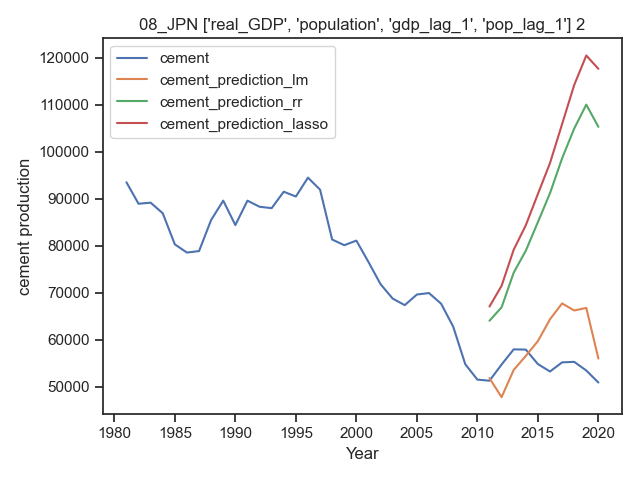 08_JPN ['real_GDP', 'population', 'gdp_lag_1', 'pop_lag_1'] 2
cement
cement_prediction_lm
cement_prediction_rr
cement_prediction_lasso
cement production
120000
110000
100000
90000
80000
70000
60000
50000
1980 1985 1990 1995 2000 2005 2010 2015 2020
Year